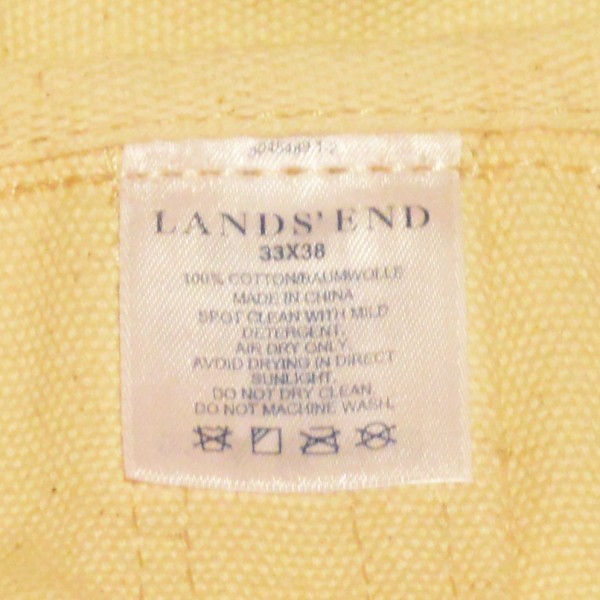 LANDS' END
33X38
100% COTTON/BAUMWOLLE
MADE IN CHINA
SPOT CLEAN WITH MILD
DETERGENT.
AIR DRY ONLY.
AVOID DRYING IN DIRECT
SUNLIGHT.
DO NOT DRY CLEAN.
DO NOT MACHINE WASH.